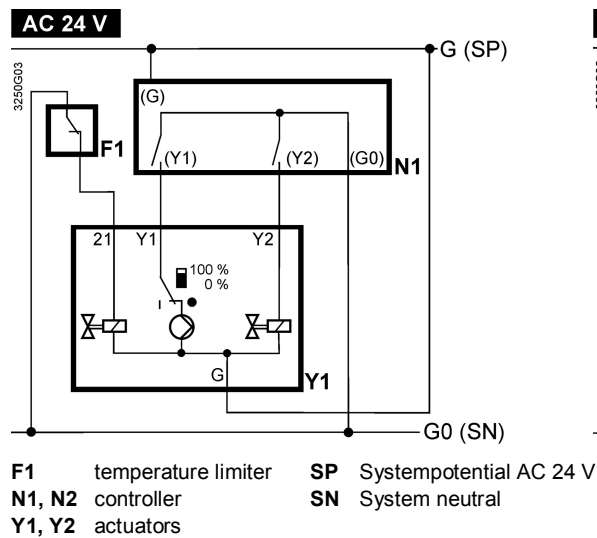 AC 24 V
G (SP)
3250G03
(G)
F1
(Y1)
(Y2)
(G0)
N1
21
Y1
Y2
100 %
0 %
G
Y1
G0 (SN)
F1 temperature limiter SP Systempotential AC 24 V
N1, N2 controller SN System neutral
Y1, Y2 actuators